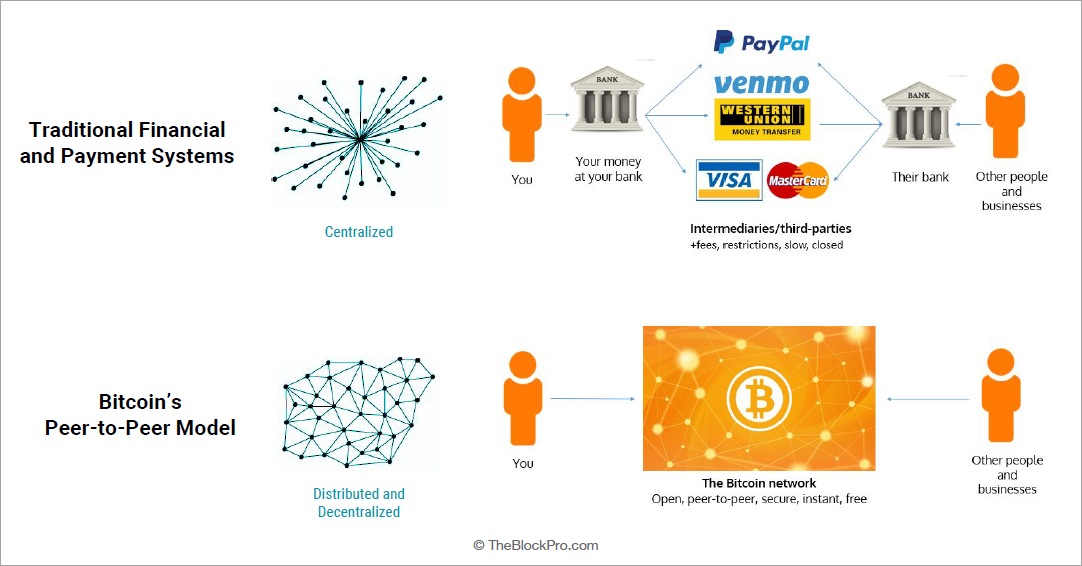 Traditional Financial
and Payment Systems
Centralized
You
BANK
Your money
at your bank
PayPal
venmo
WESTERN
UNION
MONEY TRANSFER
VISA
MasterCard
Intermediaries/third-parties
+fees, restrictions, slow, closed
BANK
Their bank
Other people
and
businesses
Bitcoin's
Peer-to-Peer Model
Distributed and
Decentralized
You
The Bitcoin network
Open, peer-to-peer, secure, instant, free
Other people
and
businesses
© TheBlockPro.com